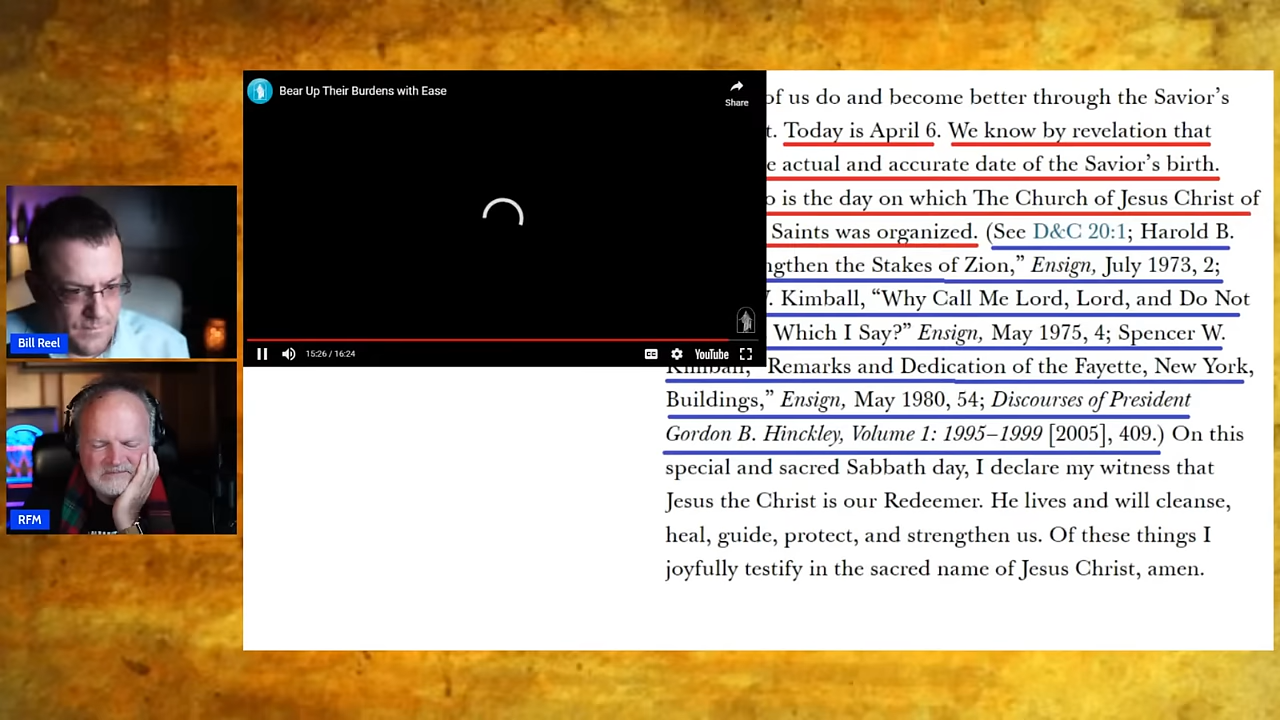 Bear Up Their Burdens with Ease
Share
15:26 / 16:24
CC
YouTube
Bill Reel
RFM
of us do and become better through the Savior's
t. Today is April 6. We know by revelation that
e actual and accurate date of the Savior's birth.
o is the day on which The Church of Jesus Christ of
Saints was organized. (See D&C 20:1; Harold B.
ngthen the Stakes of Zion,” Ensign, July 1973, 2;
. Kimball, “Why Call Me Lord, Lord, and Do Not
Which I Say?” Ensign, May 1975, 4; Spencer W.
Kimball, “Remarks and Dedication of the Fayette, New York,
Buildings,” Ensign, May 1980, 54; Discourses of President
Gordon B. Hinckley, Volume 1: 1995–1999 [2005], 409.) On this
special and sacred Sabbath day, I declare my witness that
Jesus the Christ is our Redeemer. He lives and will cleanse,
heal, guide, protect, and strengthen us. Of these things I
joyfully testify in the sacred name of Jesus Christ, amen.